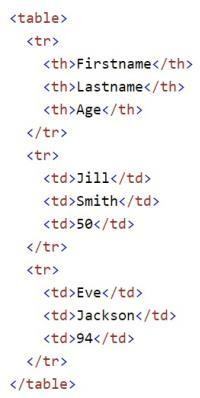 <table>
  <tr>
    <th>Firstname</th>
    <th>Lastname</th>
    <th>Age</th>
  </tr>
  <tr>
    <td>Jill</td>
    <td>Smith</td>
    <td>50</td>
  </tr>
  <tr>
    <td>Eve</td>
    <td>Jackson</td>
    <td>94</td>
  </tr>
</table>